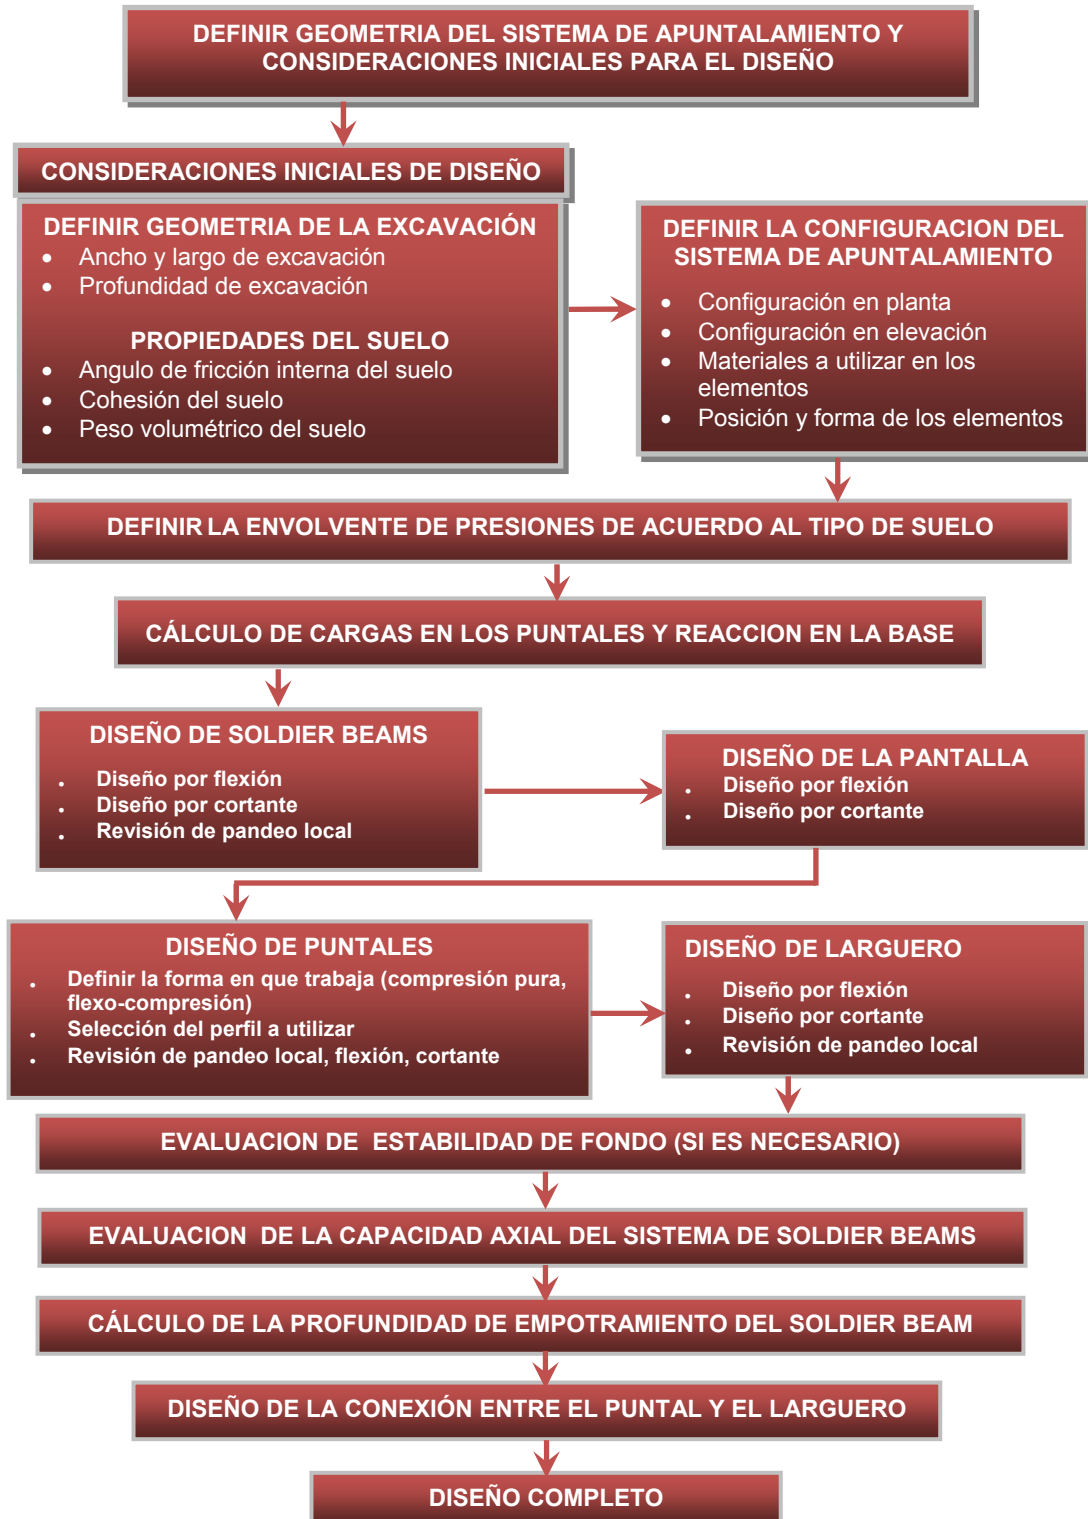 DEFINIR GEOMETRIA DEL SISTEMA DE APUNTALAMIENTO Y
CONSIDERACIONES INICIALES PARA EL DISEÑO
CONSIDERACIONES INICIALES DE DISEÑO
DEFINIR GEOMETRIA DE LA EXCAVACIÓN
• Ancho y largo de excavación
• Profundidad de excavación
PROPIEDADES DEL SUELO
• Angulo de fricción interna del suelo
• Cohesión del suelo
• Peso volumétrico del suelo
DEFINIR LA CONFIGURACION DEL
SISTEMA DE APUNTALAMIENTO
• Configuración en planta
• Configuración en elevación
• Materiales a utilizar en los
elementos
• Posición y forma de los elementos
DEFINIR LA ENVOLVENTE DE PRESIONES DE ACUERDO AL TIPO DE SUELO
CÁLCULO DE CARGAS EN LOS PUNTALES Y REACCION EN LA BASE
DISEÑO DE SOLDIER BEAMS
. Diseño por flexión
. Diseño por cortante
. Revisión de pandeo local
DISEÑO DE LA PANTALLA
. Diseño por flexión
. Diseño por cortante
DISEÑO DE PUNTALES
. Definir la forma en que trabaja (compresión pura,
flexo-compresión)
. Selección del perfil a utilizar
. Revisión de pandeo local, flexión, cortante
DISEÑO DE LARGUERO
. Diseño por flexión
. Diseño por cortante
. Revisión de pandeo local
EVALUACION DE ESTABILIDAD DE FONDO (SI ES NECESARIO)
EVALUACION DE LA CAPACIDAD AXIAL DEL SISTEMA DE SOLDIER BEAMS
CÁLCULO DE LA PROFUNDIDAD DE EMPOTRAMIENTO DEL SOLDIER BEAM
DISEÑO DE LA CONEXIÓN ENTRE EL PUNTAL Y EL LARGUERO
DISEÑO COMPLETO